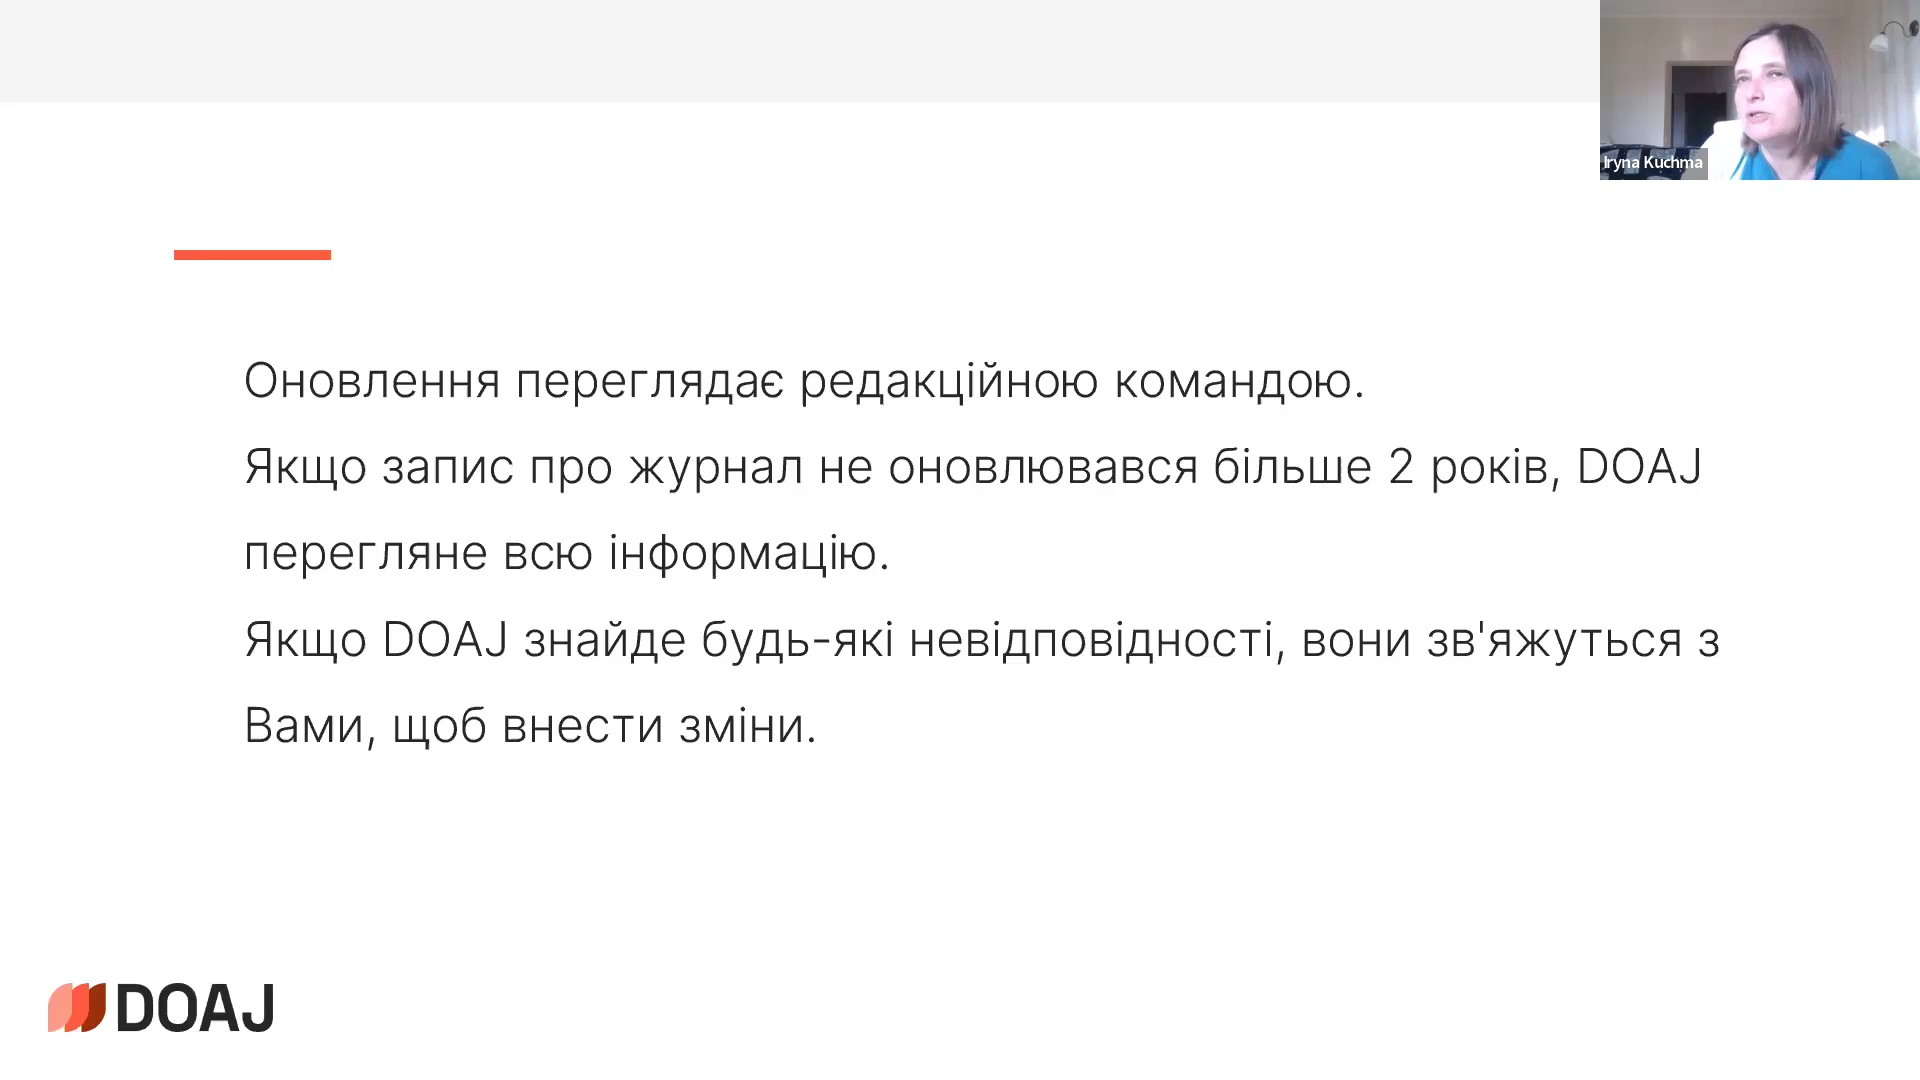 Iryna Kuchma
Оновлення переглядає редакційною командою.
Якщо запис про журнал не оновлювався більше 2 років, DOAJ
перегляне всю інформацію.
Якщо DOAJ знайде будь-які невідповідності, вони зв'яжуться з
Вами, щоб внести зміни.
DOAJ